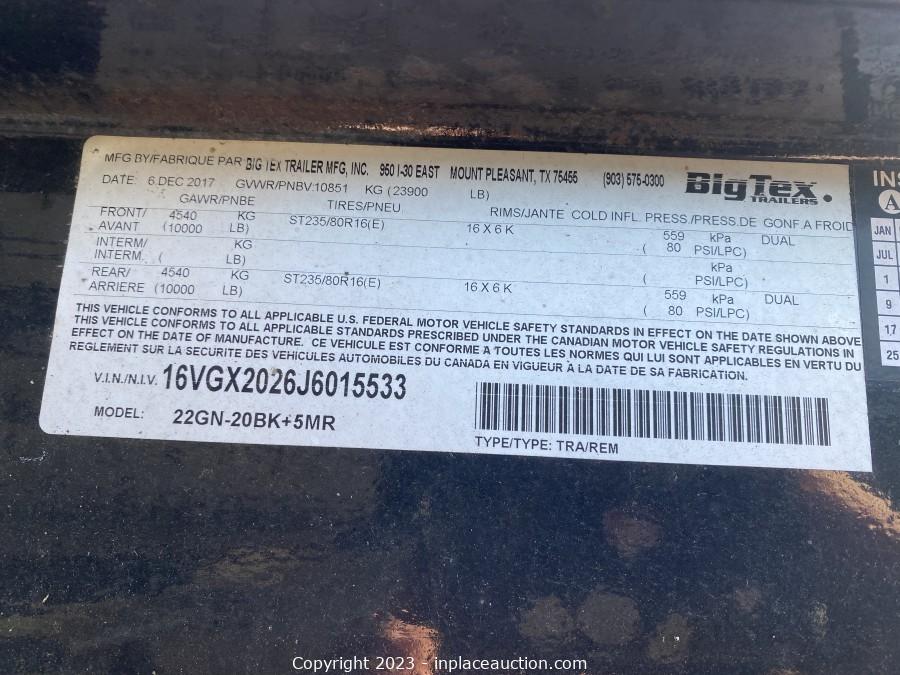 MFG BY/FABRIQUE PAR BIG TEX TRAILER MFG, INC. 950 I-30 EAST MOUNT PLEASANT, TX 75455 (903) 575-0300
BigTex
TRAILERS
DATE: 6.DEC 2017 GVWR/PNBV:10851 KG (23900 LB)
GAWR/PNBE TIRES/PNEU RIMS/JANTE COLD INFL. PRESS./PRESS.DE GONF.A FROID
FRONT/ 4540 KG ST235/80R16(E) 16 X 6 K 559 kPa DUAL
AVANT (10000 LB) ( 80 PSI/LPC)
INTERM/ KG kPa
INTERM. ( LB) ( PSI/LPC)
REAR/ 4540 KG ST235/80R16(E) 16 X 6 K 559 kPa DUAL
ARRIERE (10000 LB) ( 80 PSI/LPC)
THIS VEHICLE CONFORMS TO ALL APPLICABLE U.S. FEDERAL MOTOR VEHICLE SAFETY STANDARDS IN EFFECT ON THE DATE SHOWN ABOVE
THIS VEHICLE CONFORMS TO ALL APPLICABLE STANDARDS PRESCRIBED UNDER THE CANADIAN MOTOR VEHICLE SAFETY REGULATIONS IN
EFFECT ON THE DATE OF MANUFACTURE. CE VEHICULE EST CONFORME A TOUTES LES NORMES QUI LUI SONT APPLICABLES EN VERTU DU
REGLEMENT SUR LA SECURITE DES VEHICULES AUTOMOBILES DU CANADA EN VIGUEUR À LA DATE DE SA FABRICATION.
V.I.N./N.I.V. 16VGX2026J6015533
MODEL: 22GN-20BK+5MR
TYPE/TYPE: TRA/REM
INS
A
JAN
JUL
1
9
17
25
Copyright 2023 - inplaceauction.com